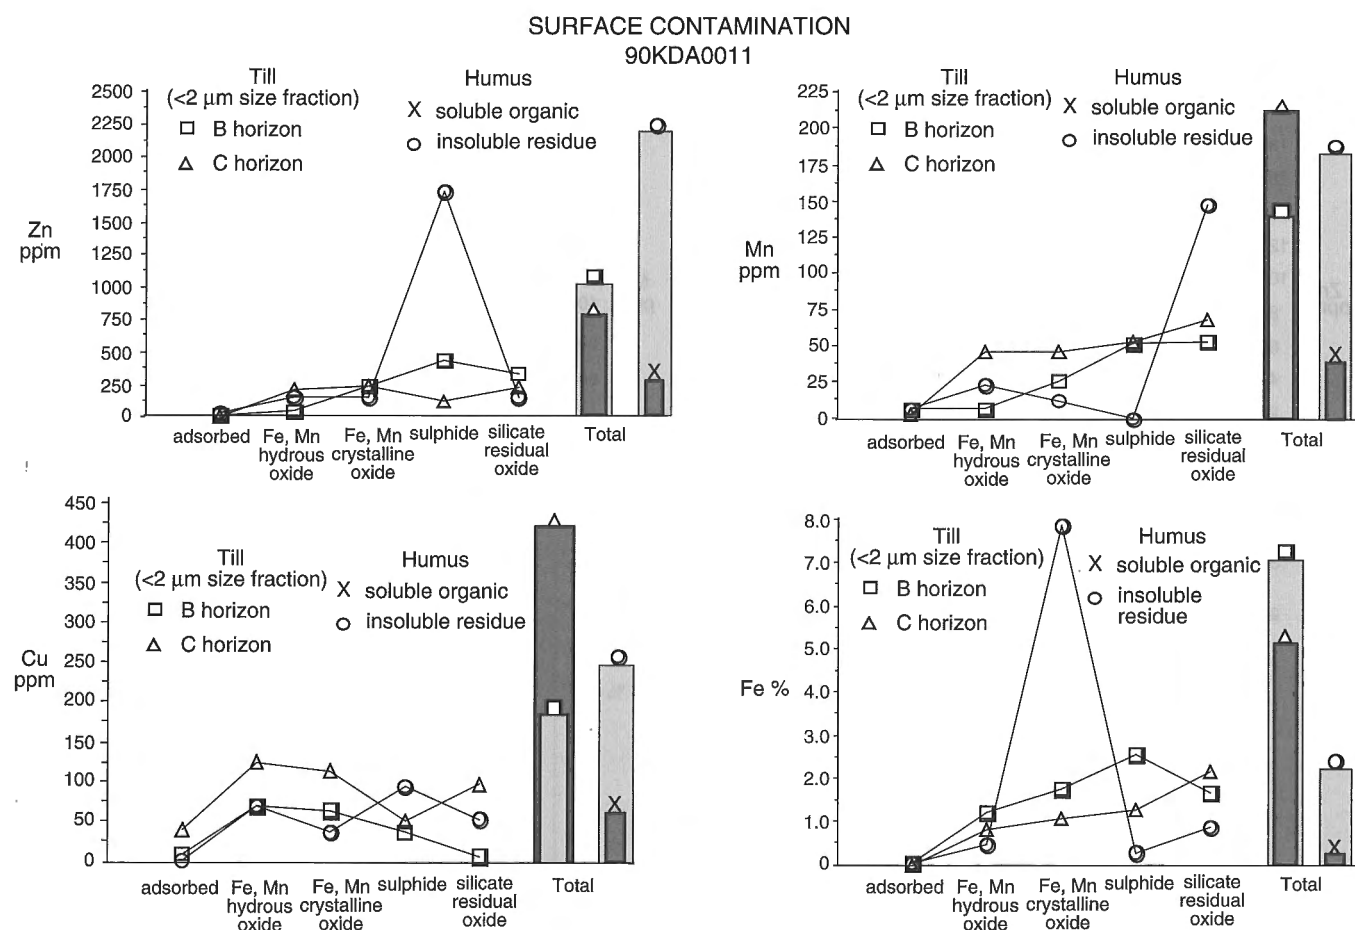 SURFACE CONTAMINATION
90KDA0011
Till
(<2 µm size fraction)
B horizon
C horizon
Humus
X soluble organic
insoluble residue
Zn
ppm
2500
2250
2000
1750
1500
1250
1000
750
500
250
0
adsorbed
Fe, Mn
hydrous
oxide
Fe, Mn
crystalline
oxide
sulphide
silicate
residual
oxide
Total
X
Till
(<2 µm size fraction)
B horizon
C horizon
Humus
X soluble organic
insoluble residue
Mn
ppm
225
200
175
150
125
100
75
50
25
0
adsorbed
Fe, Mn
hydrous
oxide
Fe, Mn
crystalline
oxide
sulphide
silicate
residual
oxide
Total
X
Till
(<2 µm size fraction)
B horizon
C horizon
Humus
X soluble organic
insoluble residue
Cu
ppm
450
400
350
300
250
200
150
100
50
0
adsorbed
Fe, Mn
hydrous
oxide
Fe, Mn
crystalline
oxide
sulphide
silicate
residual
oxide
Total
X
Till
(<2 µm size fraction)
B horizon
C horizon
Humus
X soluble organic
insoluble
residue
Fe %
8.0
7.0
6.0
5.0
4.0
3.0
2.0
1.0
0
adsorbed
Fe, Mn
hydrous
oxide
Fe, Mn
crystalline
oxide
sulphide
silicate
residual
oxide
Total
X